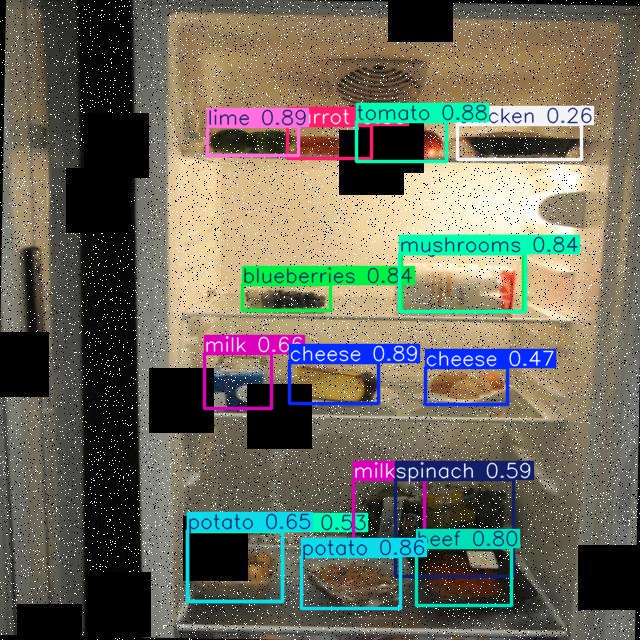 lime 0.89
rrot
tomato 0.88
cken 0.26
mushrooms 0.84
blueberries 0.84
milk 0.66
cheese 0.89
cheese 0.47
milk
spinach 0.59
potato 0.65
0.53
potato 0.86
beef 0.80